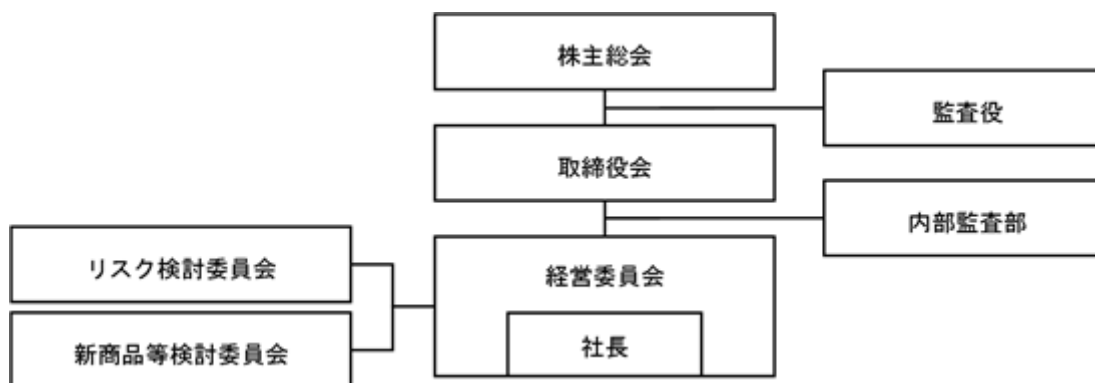 株主総会
監査役
取締役会
内部監査部
リスク検討委員会
経営委員会
新商品等検討委員会
社長